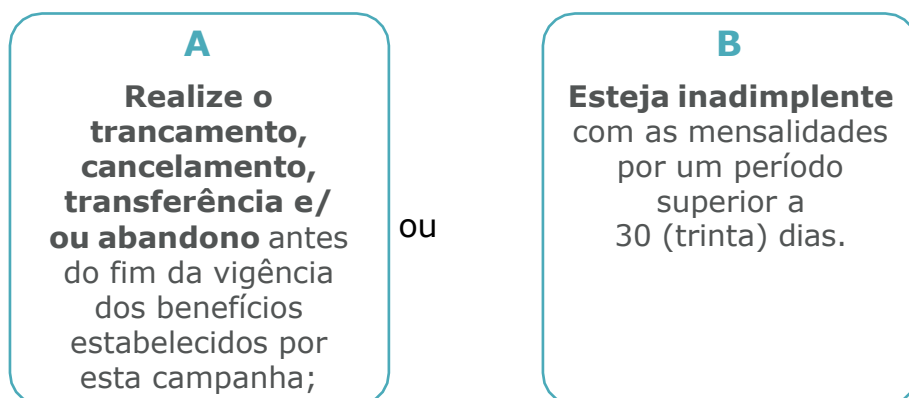 A
Realize o
trancamento,
cancelamento,
transferência e/
ou abandono antes
do fim da vigência
dos benefícios
estabelecidos por
esta campanha;
ou
B
Esteja inadimplente
com as mensalidades
por um período
superior a
30 (trinta) dias.